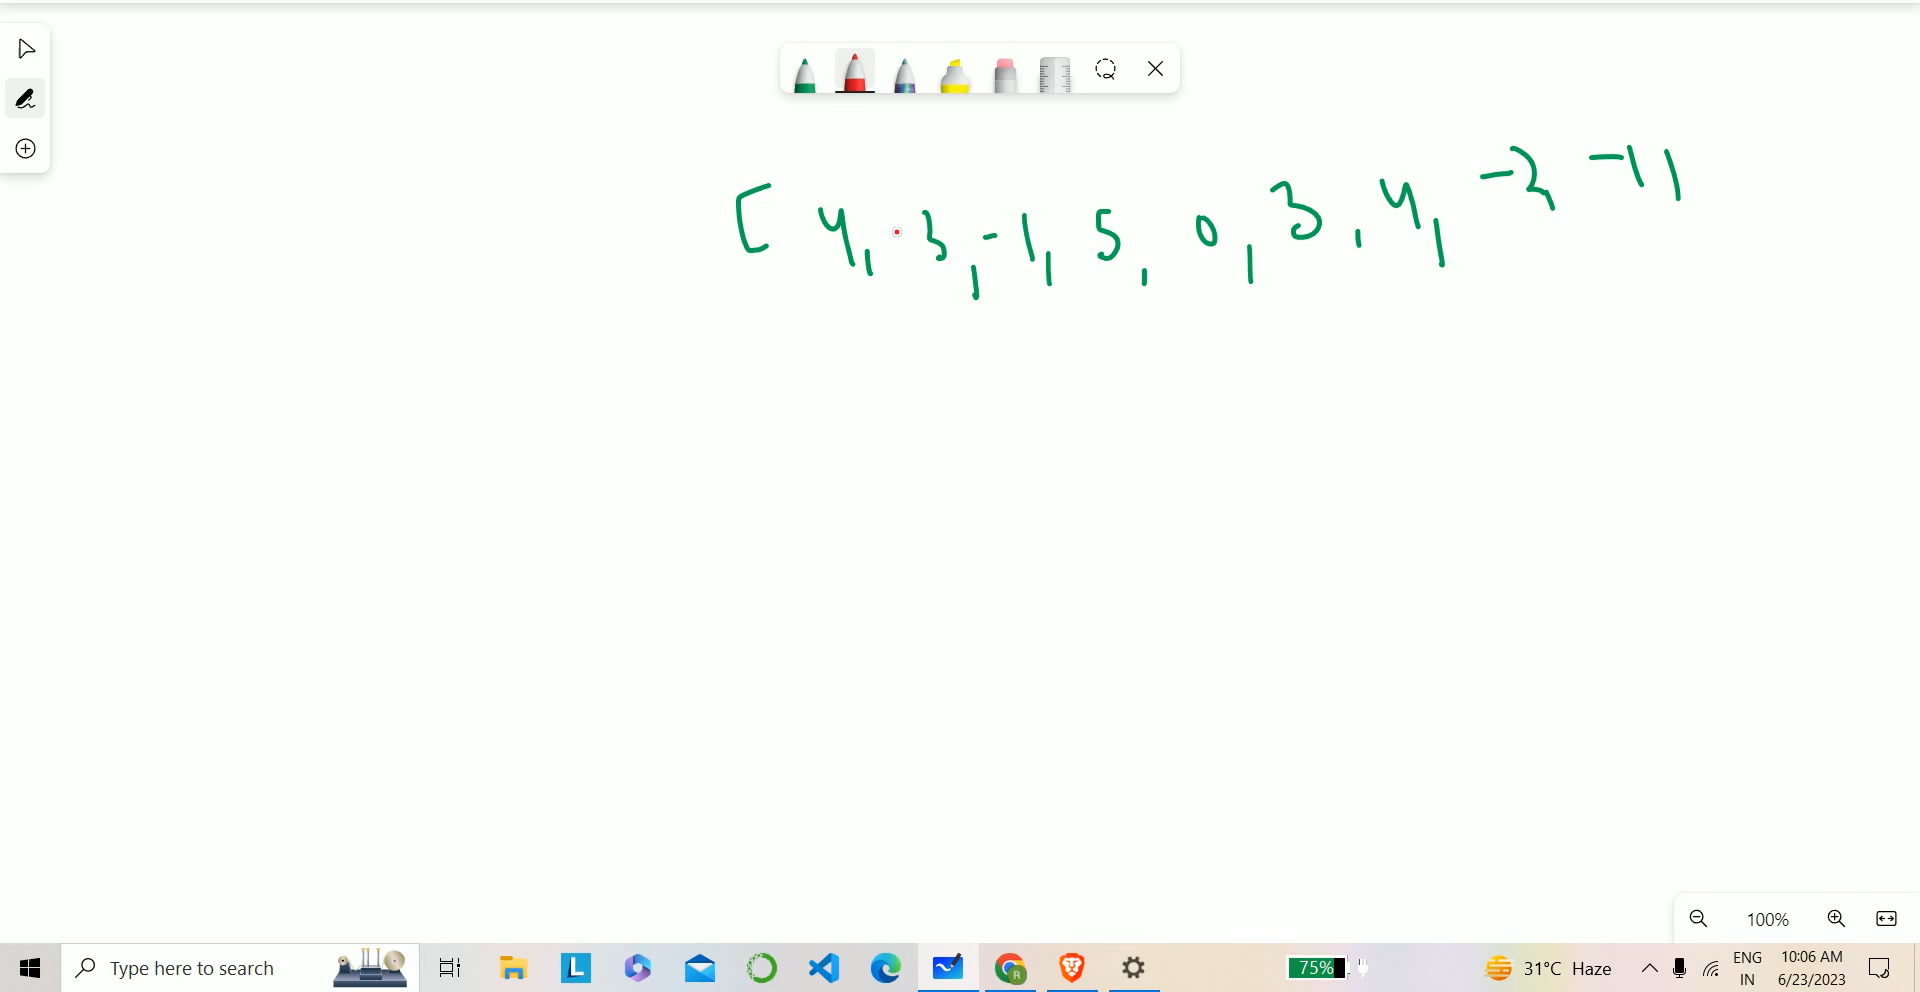 [ 4, 3, -1, 5, 0, 3, 4, -2, -1,
100%
Type here to search
75%
31°C Haze
ENG
IN
10:06 AM
6/23/2023